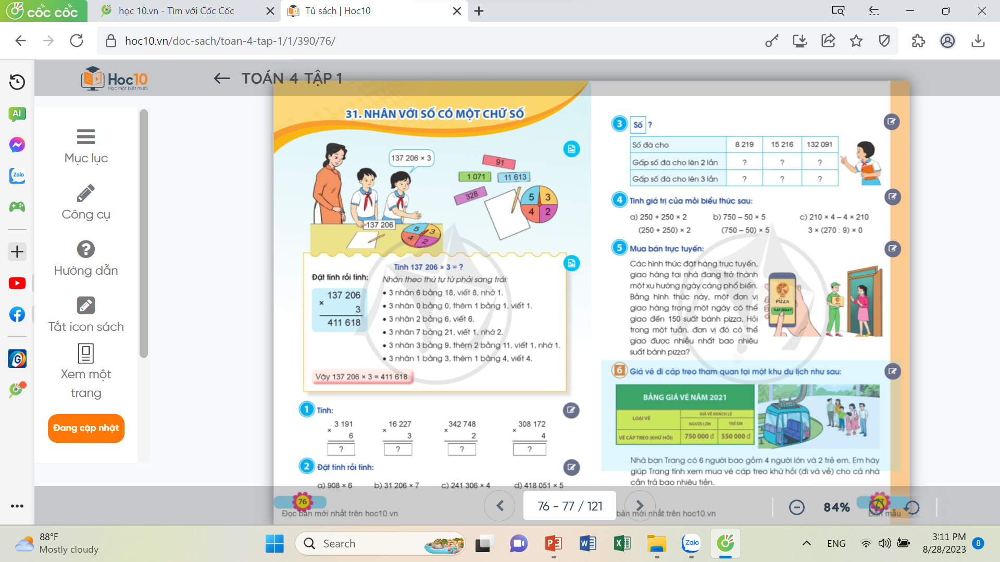 cốc cốc
học 10.vn - Tìm với Cốc Cốc
Tủ sách | Hoc10
hoc10.vn/doc-sach/toan-4-tap-1/1/390/76/
Hoc10
Học một biết mười
TOÁN 4 TẬP 1
AI
Zalo
Mục lục
Công cụ
Hướng dẫn
Tắt icon sách
Xem một
trang
Đang cập nhật
31. NHÂN VỚI SỐ CÓ MỘT CHỮ SỐ
137 206 × 3
91
1 071
11 613
328
5 3
4 2
137 206
5 3
4 2
Tính 137 206 × 3 = ?
Đặt tính rồi tính:
Nhân theo thứ tự từ phải sang trái:
137 206
×
3
411 618
• 3 nhân 6 bằng 18, viết 8, nhớ 1.
• 3 nhân 0 bằng 0, thêm 1 bằng 1, viết 1.
• 3 nhân 2 bằng 6, viết 6.
• 3 nhân 7 bằng 21, viết 1, nhớ 2.
• 3 nhân 3 bằng 9, thêm 2 bằng 11, viết 1, nhớ 1.
• 3 nhân 1 bằng 3, thêm 1 bằng 4, viết 4.
Vậy 137 206 × 3 = 411 618
1 Tính:
3 191 16 227 342 748 308 172
× × × ×
6 3 2 4
? ? ? ?
2 Đặt tính rồi tính:
a) 908 × 6 b) 31 206 × 7 c) 241 306 × 4 d) 418 051 × 5
76
Đọc bản mới nhất trên hoc10.vn
3 Số ?
Số đã cho 8 219 15 216 132 091
Gấp số đã cho lên 2 lần ? ? ?
Gấp số đã cho lên 3 lần ? ? ?
4 Tính giá trị của mỗi biểu thức sau:
a) 250 + 250 × 2 b) 750 – 50 × 5 c) 210 × 4 – 4 × 210
(250 + 250) × 2 (750 – 50) × 5 3 × (270 : 9) × 0
5 Mua bán trực tuyến:
Các hình thức đặt hàng trực tuyến,
giao hàng tại nhà đang trở thành
một xu hướng ngày càng phổ biến.
Bằng hình thức này, một đơn vị
giao hàng trong một ngày có thể
giao đến 150 suất bánh pizza. Hỏi
trong một tuần, đơn vị đó có thể
giao được nhiều nhất bao nhiêu
suất bánh pizza?
PIZZA
ĐẶT NGAY
6 Giá vé đi cáp treo tham quan tại một khu du lịch như sau:
BẢNG GIÁ VÉ NĂM 2021
LOẠI VÉ
GIÁ VÉ KHÁCH LẺ
NGƯỜI LỚN TRẺ EM
VÉ CÁP TREO (KHỨ HỒI) 750 000 đ 550 000 đ
Nhà bạn Trang có 6 người bao gồm 4 người lớn và 2 trẻ em. Em hãy
giúp Trang tính xem mua vé cáp treo khứ hồi (đi và về) cho cả nhà
cần trả bao nhiêu tiền.
bản mới nhất trên hoc10.vn
Bản mẫu
76 - 77 / 121
84%
88°F
Mostly cloudy
Search
Zalo
ENG
3:11 PM
8/28/2023
8